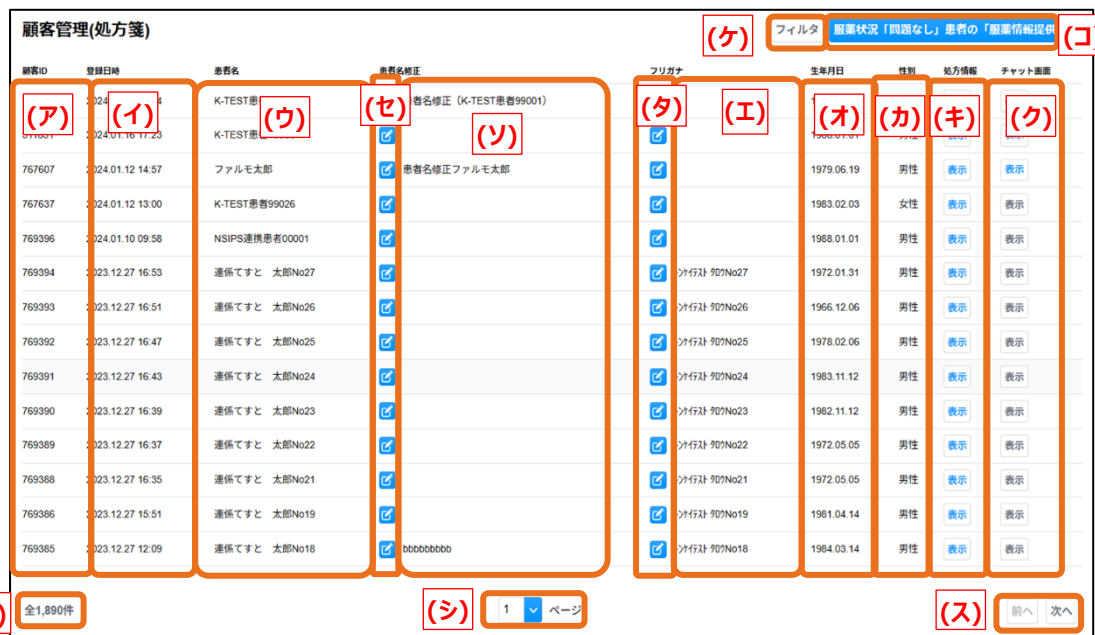 顧客管理(処方箋)
(ケ) フィルタ 服薬状況「問題なし」患者の「服薬情報提供 (コ
顧客ID 登録日時 患者名 患者名修正 フリガナ 生年月日 性別 処方情報 チャット画面
(ア) (イ) (ウ) (セ) (ソ) (タ) (エ) (オ) (カ) (キ) (ク)
K-TEST患 者名修正（K-TEST患者99001）
2024.01.16 17:23 K-TEST患
767607 2024.01.12 14:57 ファルモ太郎 患者名修正ファルモ太郎 1979.06.19 男性 表示 表示
767637 2024.01.12 13:00 K-TEST患者99026 1983.02.03 女性 表示 表示
769396 2024.01.10 09:58 NSIPS連携患者00001 1988.01.01 男性 表示 表示
769394 2023.12.27 16:53 連係てすと 太郎No27 ﾝｹｲﾃｽﾄ ﾀﾛｳNo27 1972.01.31 男性 表示 表示
769393 2023.12.27 16:51 連係てすと 太郎No26 ﾝｹｲﾃｽﾄ ﾀﾛｳNo26 1966.12.06 男性 表示 表示
769392 2023.12.27 16:47 連係てすと 太郎No25 ﾝｹｲﾃｽﾄ ﾀﾛｳNo25 1978.02.06 男性 表示 表示
769391 2023.12.27 16:43 連係てすと 太郎No24 ﾝｹｲﾃｽﾄ ﾀﾛｳNo24 1983.11.12 男性 表示 表示
769390 2023.12.27 16:39 連係てすと 太郎No23 ﾝｹｲﾃｽﾄ ﾀﾛｳNo23 1982.11.12 男性 表示 表示
769389 2023.12.27 16:37 連係てすと 太郎No22 ﾝｹｲﾃｽﾄ ﾀﾛｳNo22 1972.05.05 男性 表示 表示
769388 2023.12.27 16:35 連係てすと 太郎No21 ﾝｹｲﾃｽﾄ ﾀﾛｳNo21 1972.05.05 男性 表示 表示
769386 2023.12.27 15:51 連係てすと 太郎No19 ﾝｹｲﾃｽﾄ ﾀﾛｳNo19 1981.04.14 男性 表示 表示
769385 2023.12.27 12:09 連係てすと 太郎No18 bbbbbbbbb ﾝｹｲﾃｽﾄ ﾀﾛｳNo18 1984.03.14 男性 表示 表示
全1,890件 (シ) 1 ページ (ス) 前へ 次へ